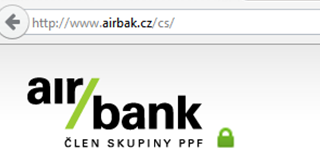 http://www.airbak.cz/cs/
air
bank
ČLEN SKUPINY PPF